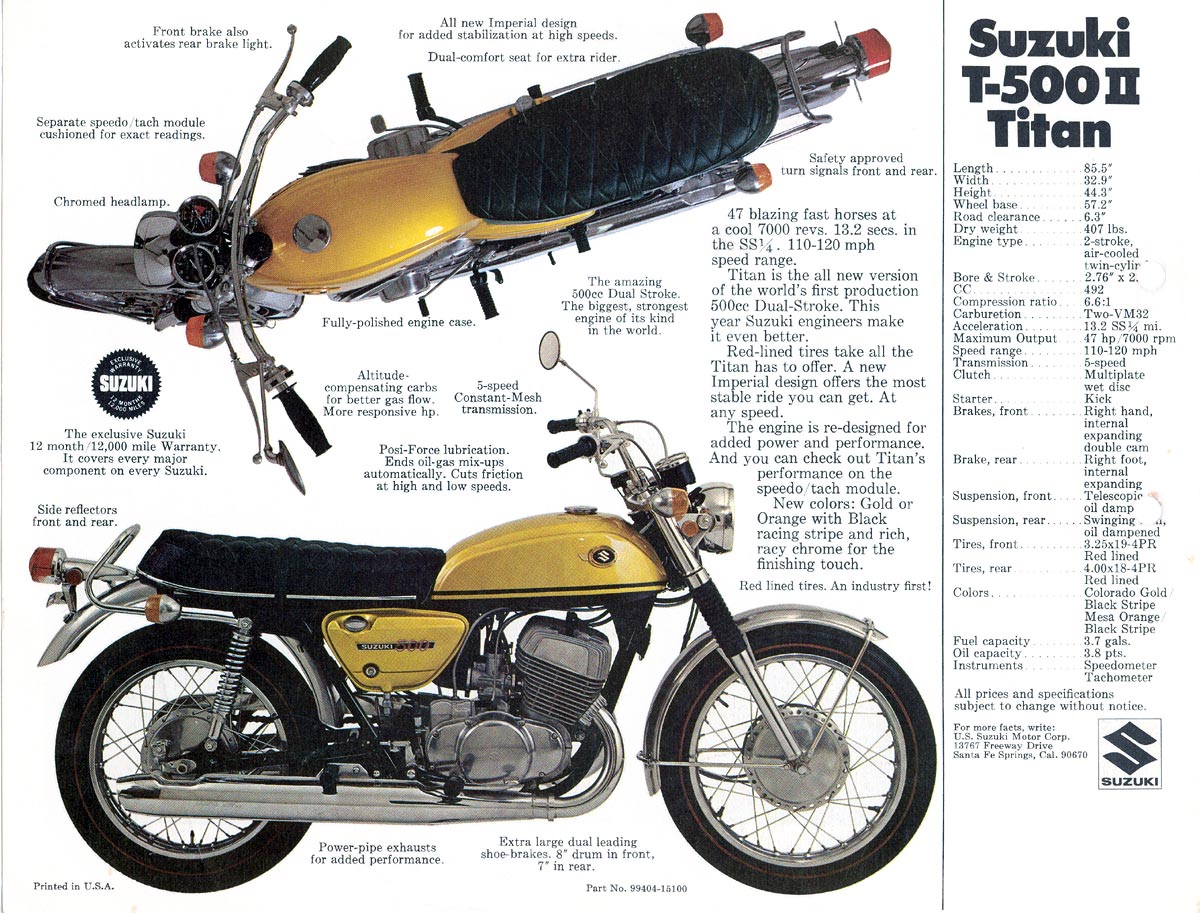 Front brake also
activates rear brake light.
All new Imperial design
for added stabilization at high speeds.
Dual-comfort seat for extra rider.
Separate speedo/tach module
cushioned for exact readings.
Safety approved
turn signals front and rear.
Chromed headlamp.
The amazing
500cc Dual Stroke.
The biggest, strongest
engine of its kind
in the world.
Fully-polished engine case.
EXCLUSIVE
WARRANTY
SUZUKI
12 MONTHS
12,000 MILES
The exclusive Suzuki
12 month/12,000 mile Warranty.
It covers every major
component on every Suzuki.
Altitude-
compensating carbs
for better gas flow.
More responsive hp.
5-speed
Constant-Mesh
transmission.
Posi-Force lubrication.
Ends oil-gas mix-ups
automatically. Cuts friction
at high and low speeds.
47 blazing fast horses at
a cool 7000 revs. 13.2 secs. in
the SS¼. 110-120 mph
speed range.
Titan is the all new version
of the world's first production
500cc Dual-Stroke. This
year Suzuki engineers make
it even better.
Red-lined tires take all the
Titan has to offer. A new
Imperial design offers the most
stable ride you can get. At
any speed.
The engine is re-designed for
added power and performance.
And you can check out Titan's
performance on the
speedo/tach module.
New colors: Gold or
Orange with Black
racing stripe and rich,
racy chrome for the
finishing touch.
Red lined tires. An industry first!
Side reflectors
front and rear.
SUZUKI 500
Power-pipe exhausts
for added performance.
Extra large dual leading
shoe-brakes. 8" drum in front,
7" in rear.
Printed in U.S.A.
Part No. 99404-15100
Suzuki
T-500 II
Titan
Length . . . . . . . . . . . . 85.5"
Width . . . . . . . . . . . . 32.9"
Height . . . . . . . . . . . . 44.3"
Wheel base . . . . . . . . . 57.2"
Road clearance . . . . . . 6.3"
Dry weight . . . . . . . . . 407 lbs.
Engine type . . . . . . . . 2-stroke,
air-cooled
Bore & Stroke . . . . . . 2.76" x 2.
CC . . . . . . . . . . . . . . 492
Compression ratio . . . 6.6:1
Carburetion . . . . . . . . Two-VM32
Acceleration . . . . . . . . 13.2 SS¼ mi.
Maximum Output . . . 47 hp/7000 rpm
Speed range . . . . . . . . 110-120 mph
Transmission . . . . . . . 5-speed
Clutch . . . . . . . . . . . . Multiplate
wet disc
Starter . . . . . . . . . . . . Kick
Brakes, front . . . . . . . Right hand,
internal
expanding
double cam
Brake, rear . . . . . . . . Right foot,
internal
expanding
Suspension, front . . . . Telescopic
oil damp
Suspension, rear . . . . . Swinging
oil dampened
Tires, front . . . . . . . . . 3.25x19-4PR
Red lined
Tires, rear . . . . . . . . . 4.00x18-4PR
Red lined
Colors . . . . . . . . . . . . Colorado Gold/
Black Stripe
Mesa Orange/
Black Stripe
Fuel capacity . . . . . . . 3.7 gals.
Oil capacity . . . . . . . . 3.8 pts.
Instruments . . . . . . . . Speedometer
Tachometer
All prices and specifications
subject to change without notice.
For more facts, write:
U.S. Suzuki Motor Corp.
13767 Freeway Drive
Santa Fe Springs, Cal. 90670
SUZUKI